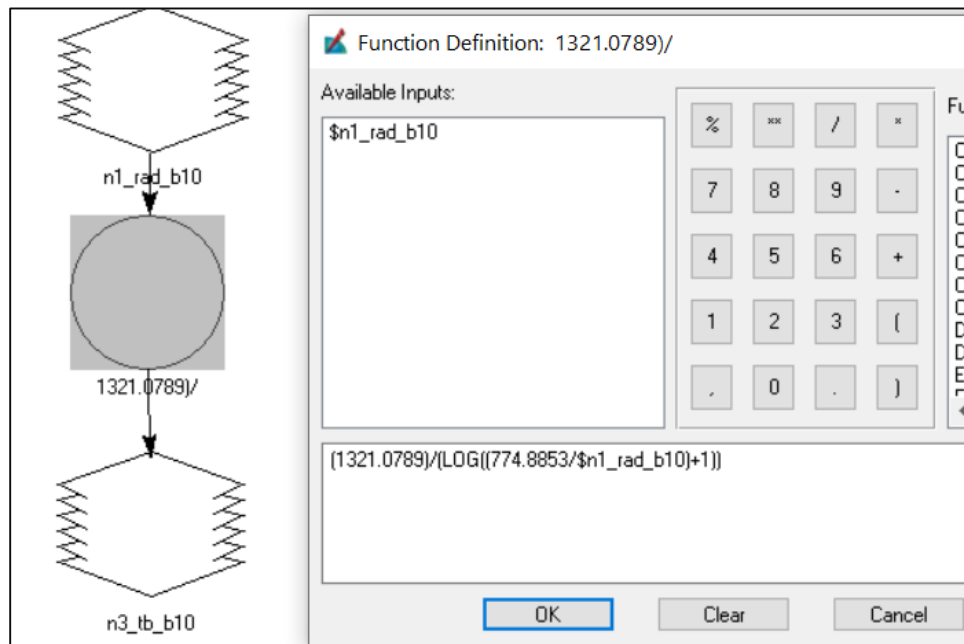 n1_rad_b10
1321.0789)/
n3_tb_b10
Function Definition: 1321.0789)/
Available Inputs:
$n1_rad_b10
% ** / *
7 8 9 -
4 5 6 +
1 2 3 (
, 0 . )
Fu
C
C
C
C
C
C
C
C
D
D
E
(1321.0789)/(LOG((774.8853/$n1_rad_b10)+1))
OK Clear Cancel